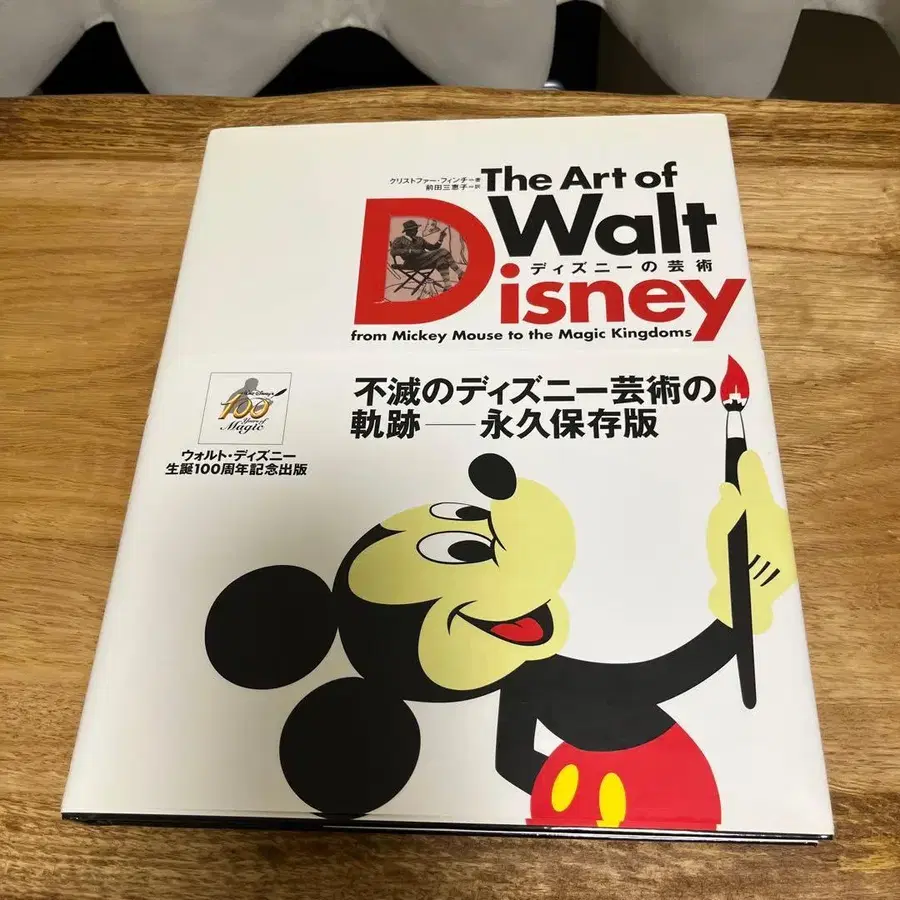 クリストファー・フィンチー著
前田三恵子一訳
The Art of
Walt
ディズニーの芸術
Disney
from Mickey Mouse to the Magic Kingdoms
不滅のディズニー芸術の
軌跡——永久保存版
Walt Disney's
100
Years of
Magic
ウォルト・ディズニー
生誕100周年記念出版